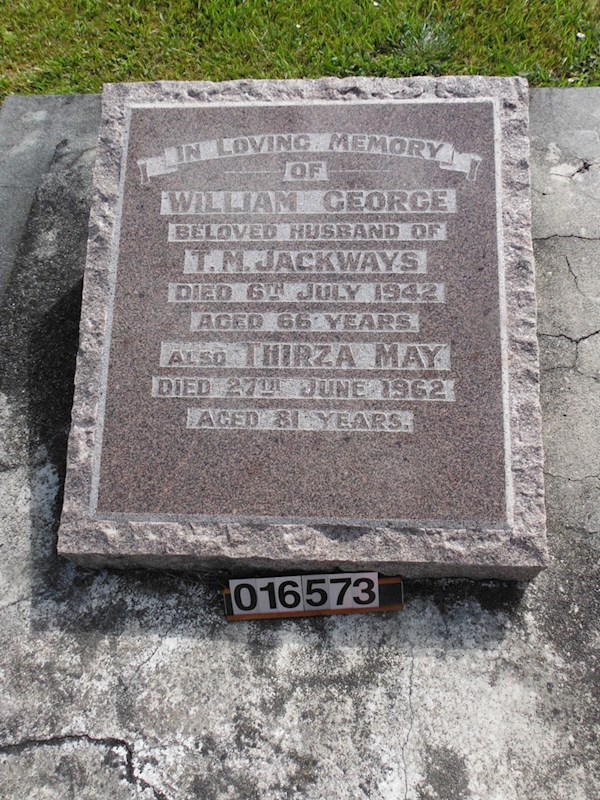 IN LOVING MEMORY
OF
WILLIAM GEORGE
BELOVED HUSBAND OF
T. M. JACKWAYS
DIED 6TH JULY 1942
AGED 66 YEARS
ALSO THIRZA MAY
DIED 27TH JUNE 1962
AGED 81 YEARS.
016573